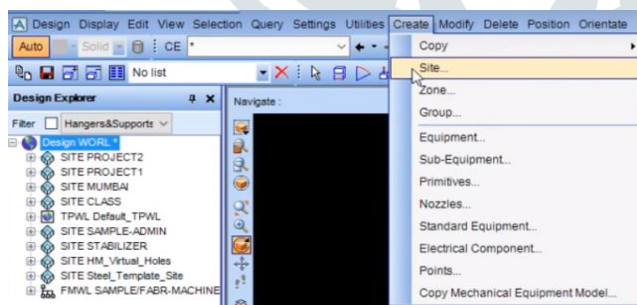 Design Display Edit View Selection Query Settings Utilities Create Modify Delete Position Orientate
Auto Solid CE *
No list
Copy
Site...
Zone...
Group...
Equipment...
Sub-Equipment...
Primitives...
Nozzles...
Standard Equipment...
Electrical Component...
Points...
Copy Mechanical Equipment Model...
Design Explorer
Filter Hangers&Supports
Design WORL *
SITE PROJECT2
SITE PROJECT1
SITE MUMBAI
SITE CLASS
TPWL Default_TPWL
SITE SAMPLE-ADMIN
SITE STABILIZER
SITE HM_Virtual_Holes
SITE Steel_Template_Site
FMWL SAMPLE/FABR-MACHINE
Navigate :